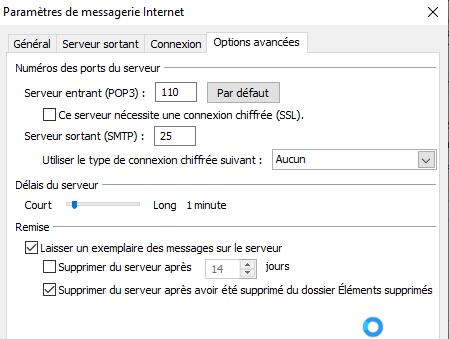 Paramètres de messagerie Internet
Général Serveur sortant Connexion Options avancées
Numéros des ports du serveur
Serveur entrant (POP3) : 110 Par défaut
Ce serveur nécessite une connexion chiffrée (SSL).
Serveur sortant (SMTP) : 25
Utiliser le type de connexion chiffrée suivant : Aucun
Délais du serveur
Court Long 1 minute
Remise
Laisser un exemplaire des messages sur le serveur
Supprimer du serveur après 14 jours
Supprimer du serveur après avoir été supprimé du dossier Éléments supprimés